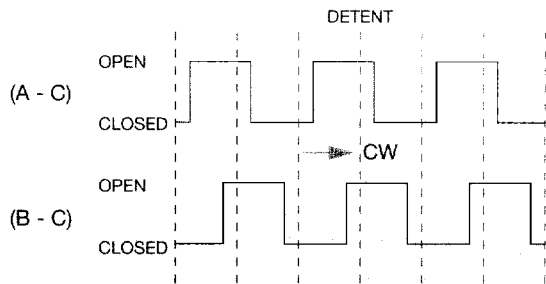 DETENT
OPEN
(A - C)
CLOSED
CW
OPEN
(B - C)
CLOSED